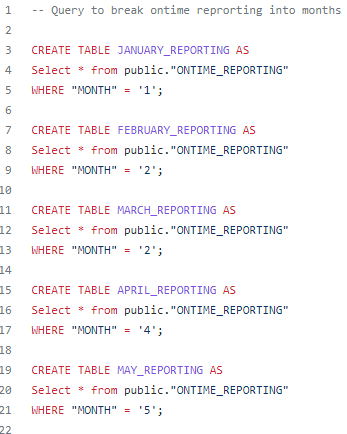 1 -- Query to break ontime reprorting into months
2
3 CREATE TABLE JANUARY_REPORTING AS
4 Select * from public."ONTIME_REPORTING"
5 WHERE "MONTH" = '1';
6
7 CREATE TABLE FEBRUARY_REPORTING AS
8 Select * from public."ONTIME_REPORTING"
9 WHERE "MONTH" = '2';
10
11 CREATE TABLE MARCH_REPORTING AS
12 Select * from public."ONTIME_REPORTING"
13 WHERE "MONTH" = '2';
14
15 CREATE TABLE APRIL_REPORTING AS
16 Select * from public."ONTIME_REPORTING"
17 WHERE "MONTH" = '4';
18
19 CREATE TABLE MAY_REPORTING AS
20 Select * from public."ONTIME_REPORTING"
21 WHERE "MONTH" = '5';
22